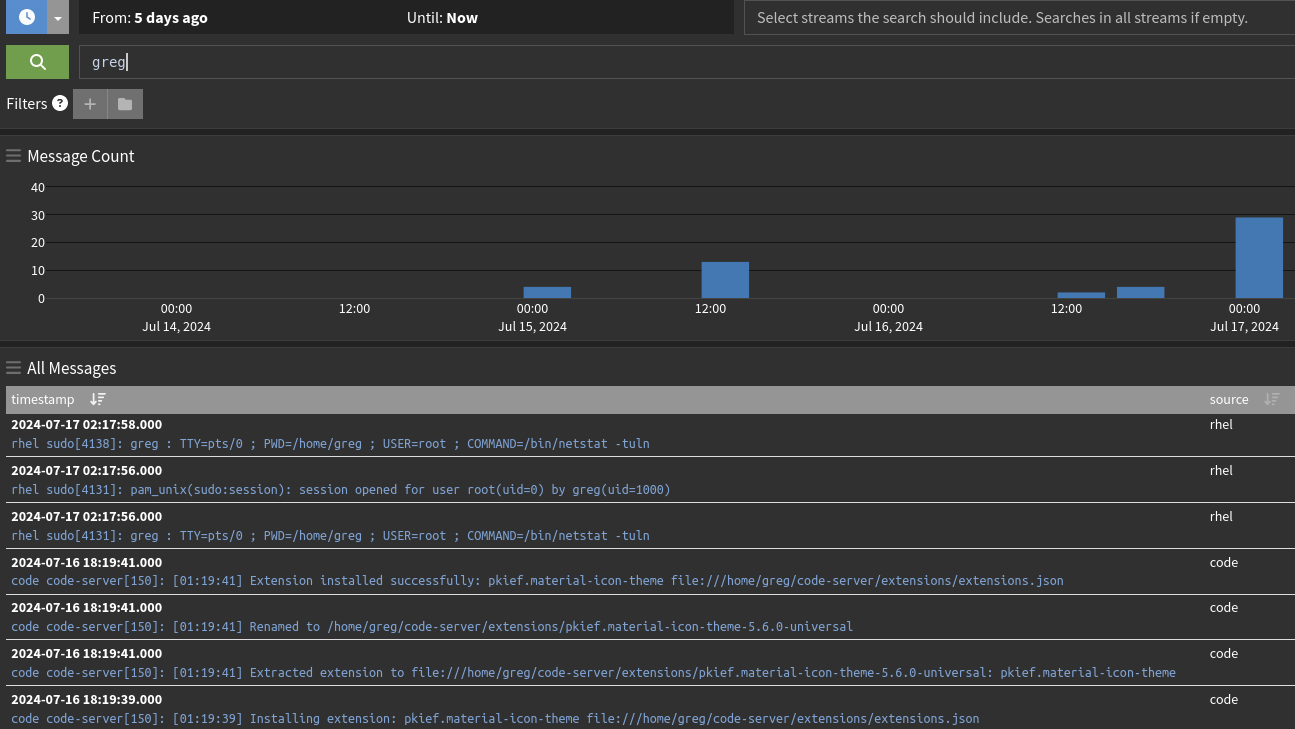 From: 5 days ago Until: Now Select streams the search should include. Searches in all streams if empty.
greg
Filters ?
Message Count
40
30
20
10
0
00:00 12:00 00:00 12:00 00:00 12:00 00:00
Jul 14, 2024 Jul 15, 2024 Jul 16, 2024 Jul 17, 2024
All Messages
timestamp source
2024-07-17 02:17:58.000 rhel
rhel sudo[4138]: greg : TTY=pts/0 ; PWD=/home/greg ; USER=root ; COMMAND=/bin/netstat -tuln
2024-07-17 02:17:56.000 rhel
rhel sudo[4131]: pam_unix(sudo:session): session opened for user root(uid=0) by greg(uid=1000)
2024-07-17 02:17:56.000 rhel
rhel sudo[4131]: greg : TTY=pts/0 ; PWD=/home/greg ; USER=root ; COMMAND=/bin/netstat -tuln
2024-07-16 18:19:41.000 code
code code-server[150]: [01:19:41] Extension installed successfully: pkief.material-icon-theme file:///home/greg/code-server/extensions/extensions.json
2024-07-16 18:19:41.000 code
code code-server[150]: [01:19:41] Renamed to /home/greg/code-server/extensions/pkief.material-icon-theme-5.6.0-universal
2024-07-16 18:19:41.000 code
code code-server[150]: [01:19:41] Extracted extension to file:///home/greg/code-server/extensions/pkief.material-icon-theme-5.6.0-universal: pkief.material-icon-theme
2024-07-16 18:19:39.000 code
code code-server[150]: [01:19:39] Installing extension: pkief.material-icon-theme file:///home/greg/code-server/extensions/extensions.json